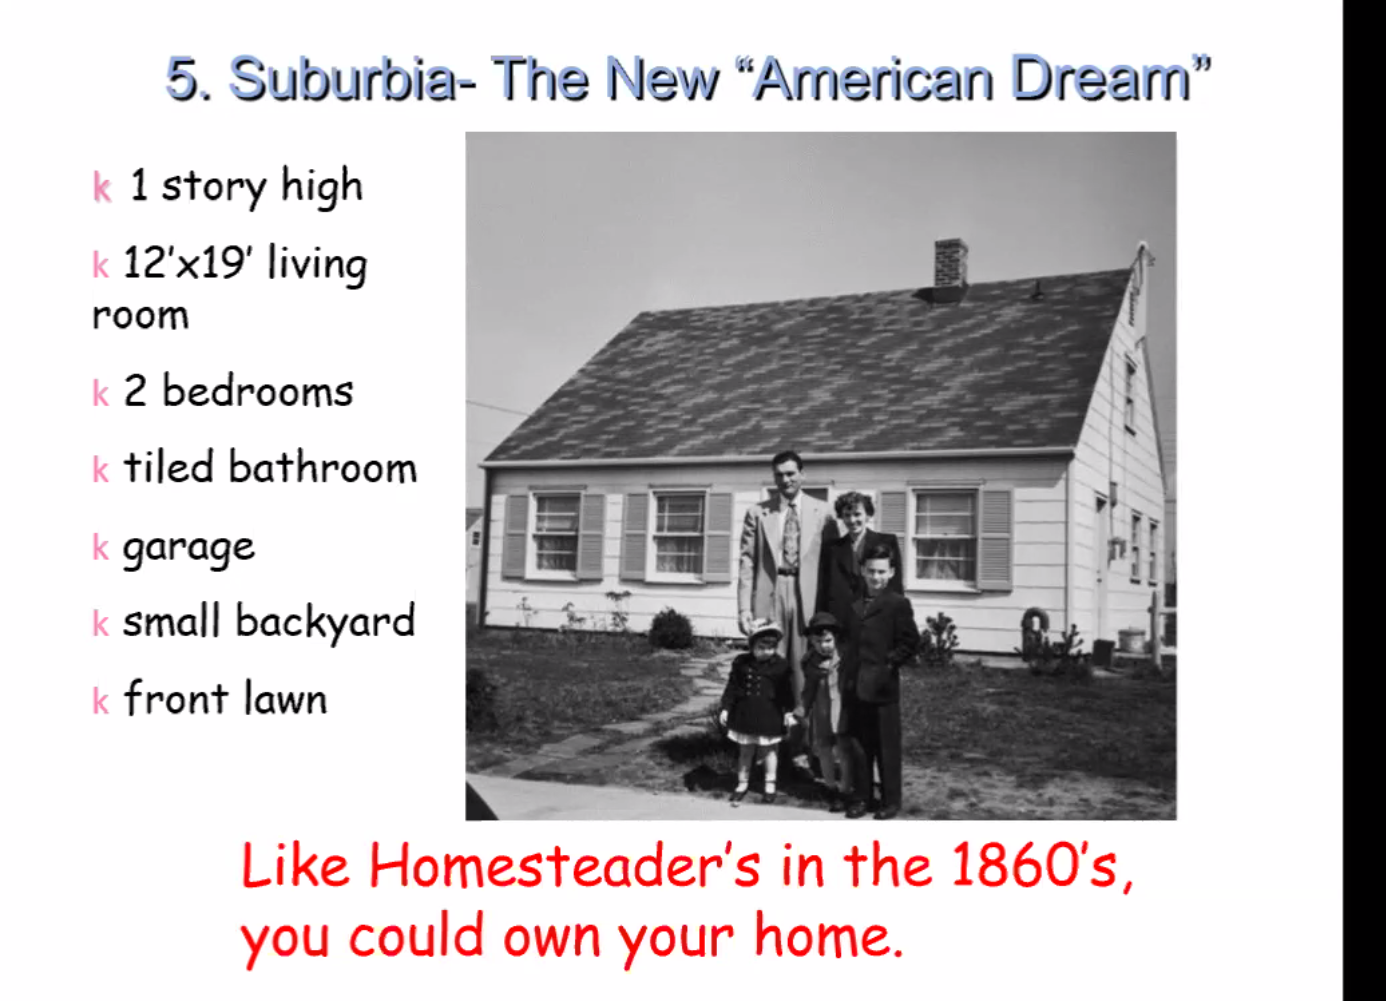 5. Suburbia- The New “American Dream”
k 1 story high
k 12’x19’ living
room
k 2 bedrooms
k tiled bathroom
k garage
k small backyard
k front lawn
Like Homesteader’s in the 1860’s,
you could own your home.